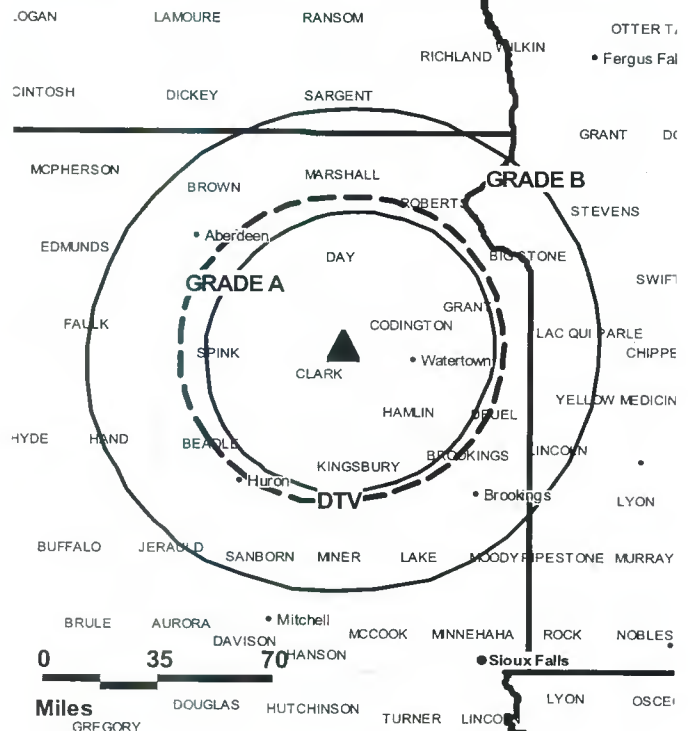 .OGAN LAMOURE RANSOM
OTTER T
RICHLAND WILKIN
Fergus Fal
CINTOSH DICKEY SARGENT
GRANT DO
MCPHERSON MARSHALL
BROWN GRADE B
ROBERTS STEVENS
Aberdeen
EDMUNDS DAY BIG STONE
GRADE A SWIFT
GRANT
FAULK CODINGTON LAC QUI PARLE
SPINK Watertown CHIPPE
CLARK
YELLOW MEDICIN
HAMLIN DEUEL
HYDE HAND BEADLE BROOKINGS LINCOLN
KINGSBURY
Huron DTV Brookings LYON
BUFFALO JERAULD SANBORN MINER LAKE MOODY PIPESTONE MURRAY
BRULE AURORA Mitchell
DAVISON MCCOOK MINNEHAHA ROCK NOBLES
0 35 70 HANSON Sioux Falls
Miles DOUGLAS HUTCHINSON LYON OSCE
GREGORY TURNER LINCOLN